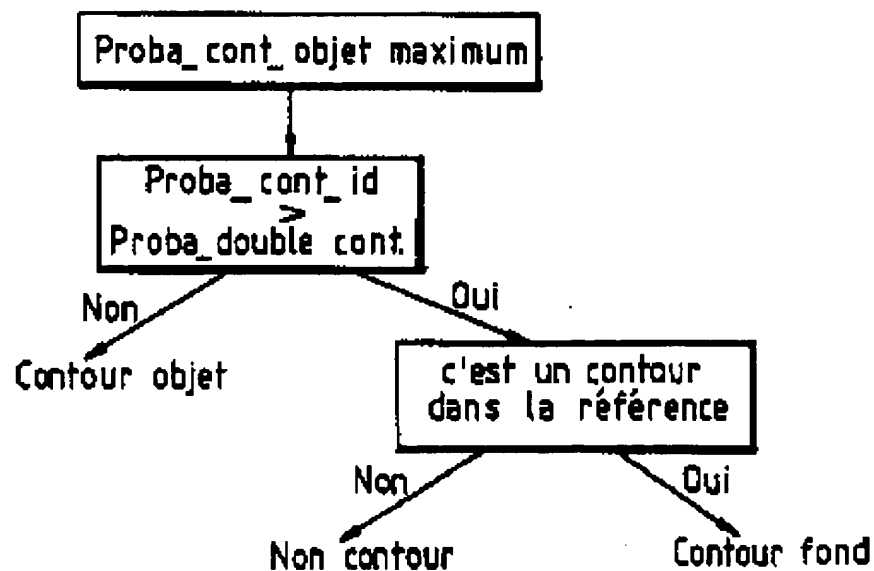 Proba_cont_objet maximum
Proba_cont_id
>
Proba_double cont.
Non
Oui
Contour objet
c'est un contour
dans la référence
Non
Oui
Non contour
Contour fond